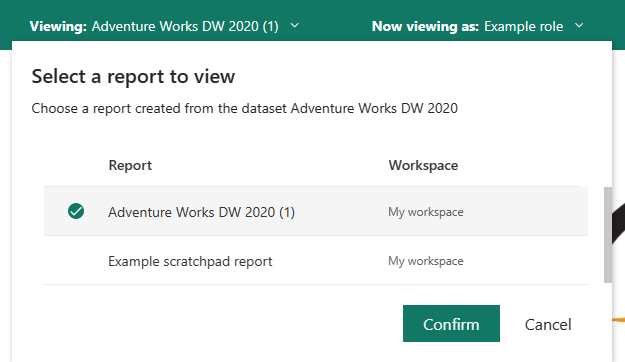 Viewing: Adventure Works DW 2020 (1) Now viewing as: Example role
Select a report to view
Choose a report created from the dataset Adventure Works DW 2020
Report Workspace
Adventure Works DW 2020 (1) My workspace
Example scratchpad report My workspace
Confirm Cancel